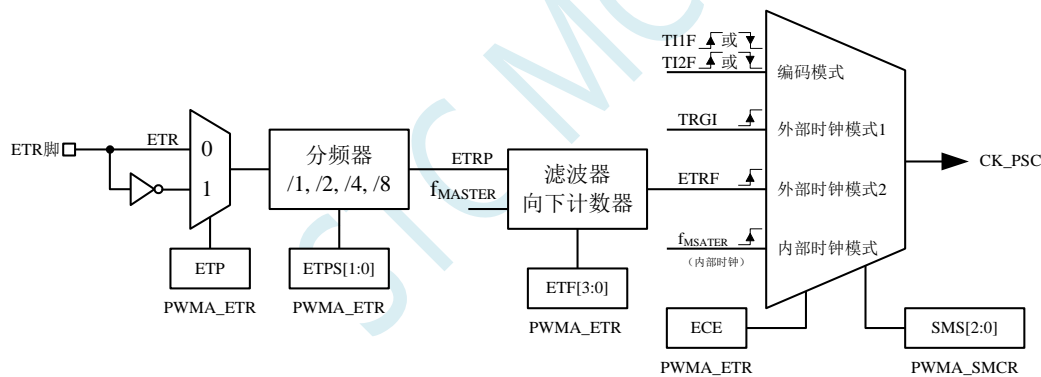 TI1F 或
TI2F 或
编码模式
TRGI
外部时钟模式1
ETR脚
ETR
0
1
分频器
/1, /2, /4, /8
ETRP
fMASTER
滤波器
向下计数器
ETRF
外部时钟模式2
CK_PSC
fMSATER
(内部时钟)
内部时钟模式
ETP
PWMA_ETR
ETPS[1:0]
PWMA_ETR
ETF[3:0]
PWMA_ETR
ECE
PWMA_ETR
SMS[2:0]
PWMA_SMCR
STCMC